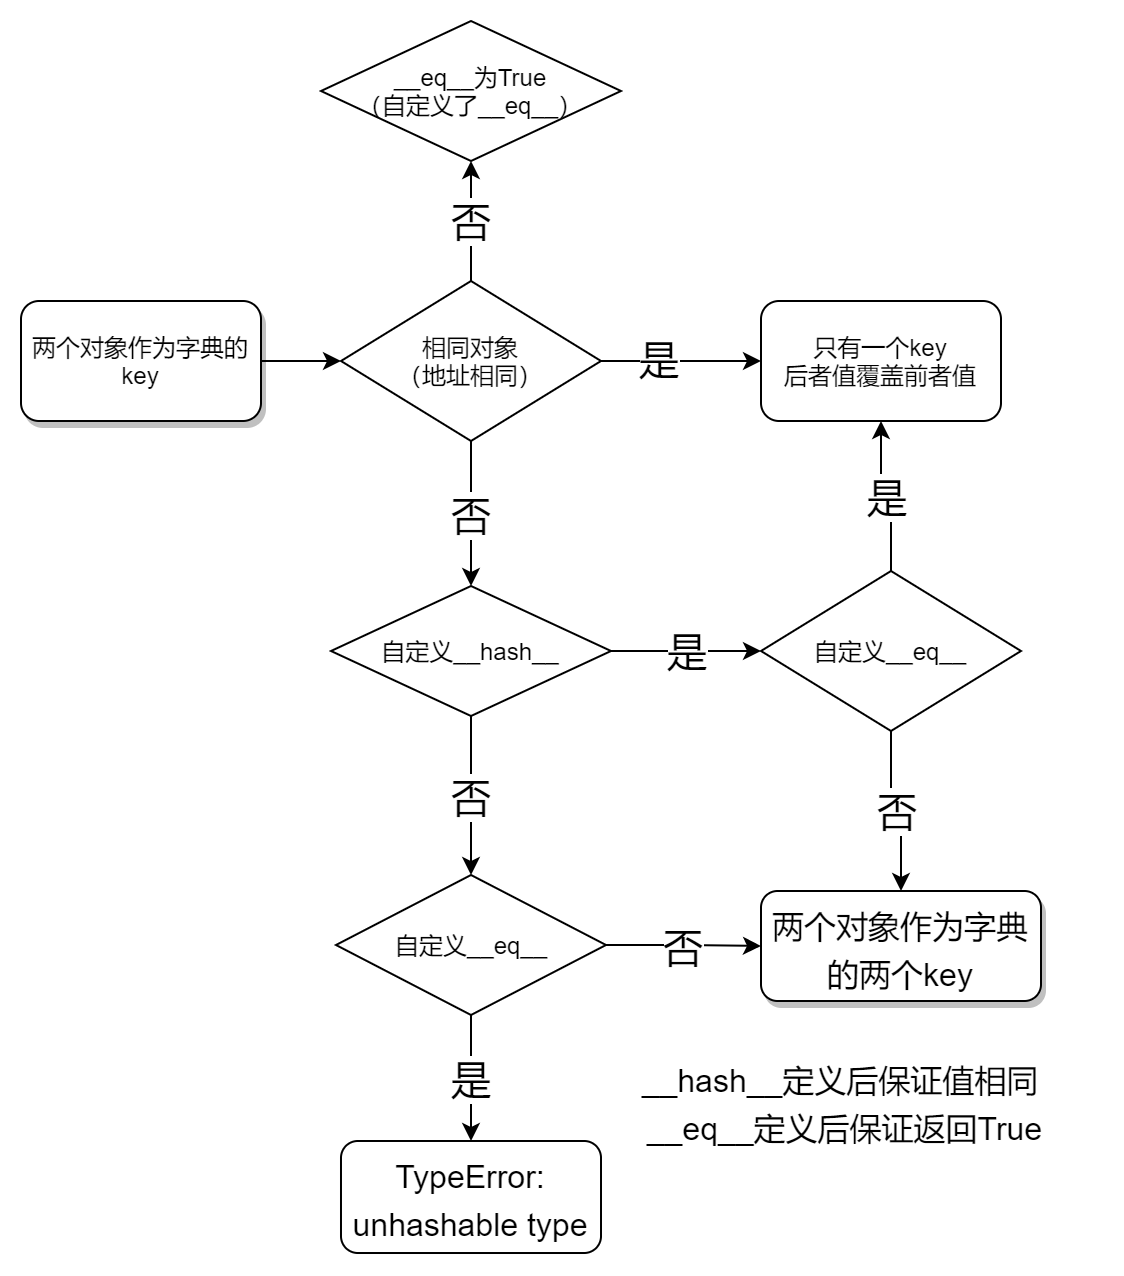 __eq__为True
（自定义了__eq__）
否
两个对象作为字典的
key
相同对象
（地址相同）
是
只有一个key
后者值覆盖前者值
否
是
自定义__hash__
是
自定义__eq__
否
否
自定义__eq__
否
两个对象作为字典
的两个key
是
__hash__定义后保证值相同
__eq__定义后保证返回True
TypeError:
unhashable type